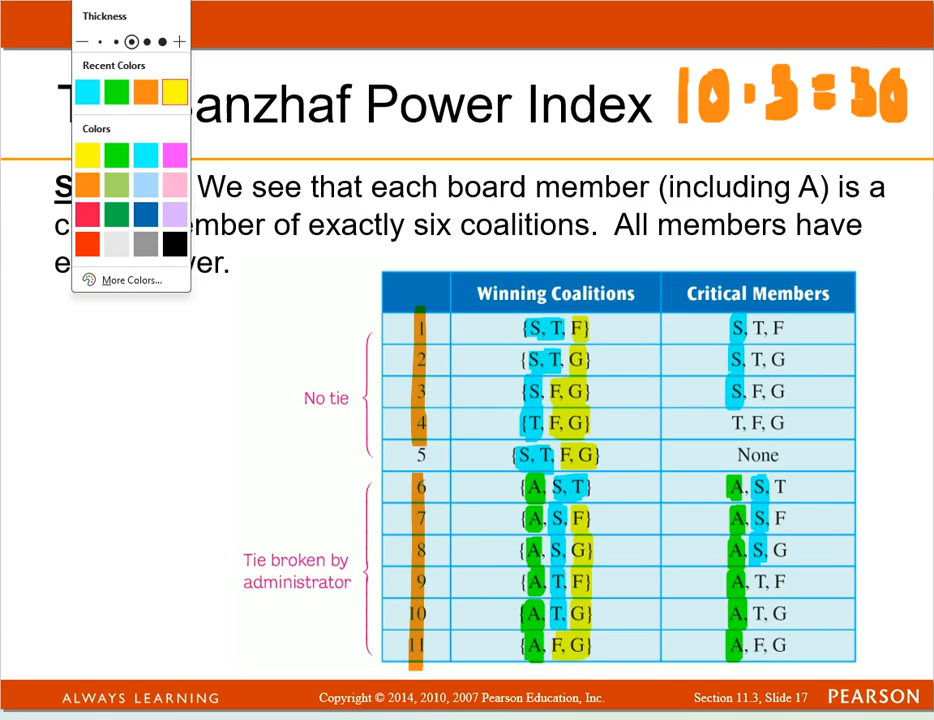 Thickness
Recent Colors
Colors
More Colors...
anzhaf Power Index 10 · 3 = 30
We see that each board member (including A) is a
ember of exactly six coalitions. All members have
ver.
Winning Coalitions Critical Members
1 {S, T, F} S, T, F
2 {S, T, G} S, T, G
3 {S, F, G} S, F, G
4 {T, F, G} T, F, G
5 {S, T, F, G} None
6 {A, S, T} A, S, T
7 {A, S, F} A, S, F
8 {A, S, G} A, S, G
9 {A, T, F} A, T, F
10 {A, T, G} A, T, G
11 {A, F, G} A, F, G
No tie
Tie broken by
administrator
ALWAYS LEARNING Copyright © 2014, 2010, 2007 Pearson Education, Inc. Section 11.3, Slide 17 PEARSON